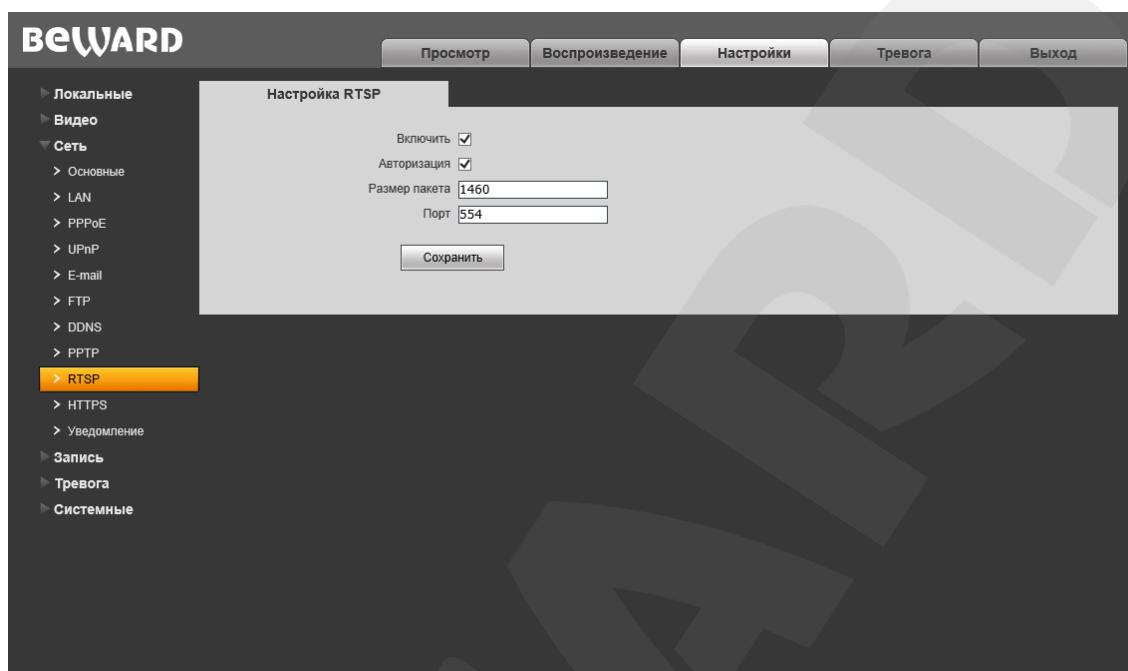 BEWARD
Просмотр Воспроизведение Настройки Тревога Выход
Локальные
Видео
Сеть
> Основные
> LAN
> PPPoE
> UPnP
> E-mail
> FTP
> DDNS
> PPTP
> RTSP
> HTTPS
> Уведомление
Запись
Тревога
Системные
Настройка RTSP
Включить
Авторизация
Размер пакета 1460
Порт 554
Сохранить